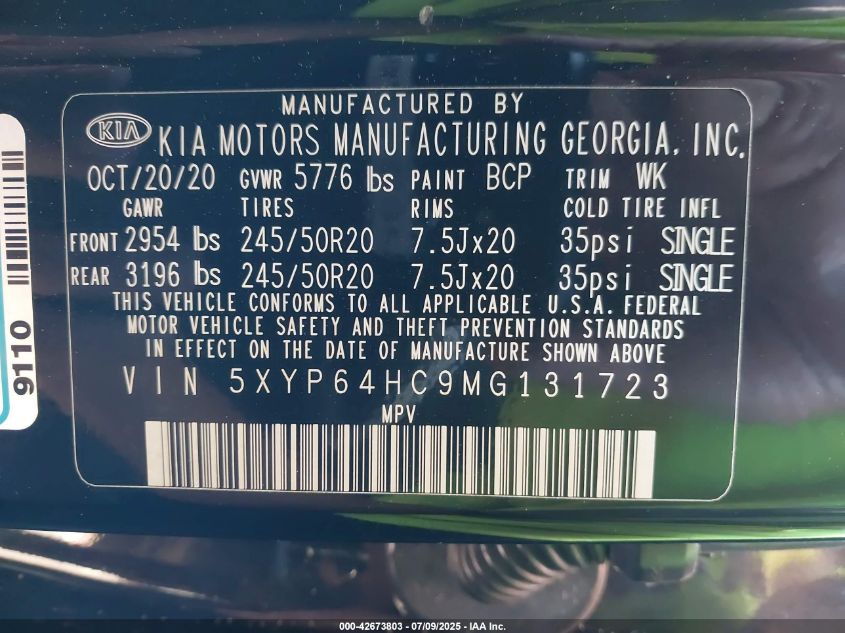 MANUFACTURED BY
KIA KIA MOTORS MANUFACTURING GEORGIA, INC.
OCT/20/20 GVWR 5776 lbs PAINT BCP TRIM WK
GAWR TIRES RIMS COLD TIRE INFL
FRONT 2954 lbs 245/50R20 7.5Jx20 35psi SINGLE
REAR 3196 lbs 245/50R20 7.5Jx20 35psi SINGLE
THIS VEHICLE CONFORMS TO ALL APPLICABLE U.S.A. FEDERAL
MOTOR VEHICLE SAFETY AND THEFT PREVENTION STANDARDS
IN EFFECT ON THE DATE OF MANUFACTURE SHOWN ABOVE
VIN 5XYP64HC9MG131723
MPV
9110
000-42673803 - 07/09/2025 - IAA Inc.